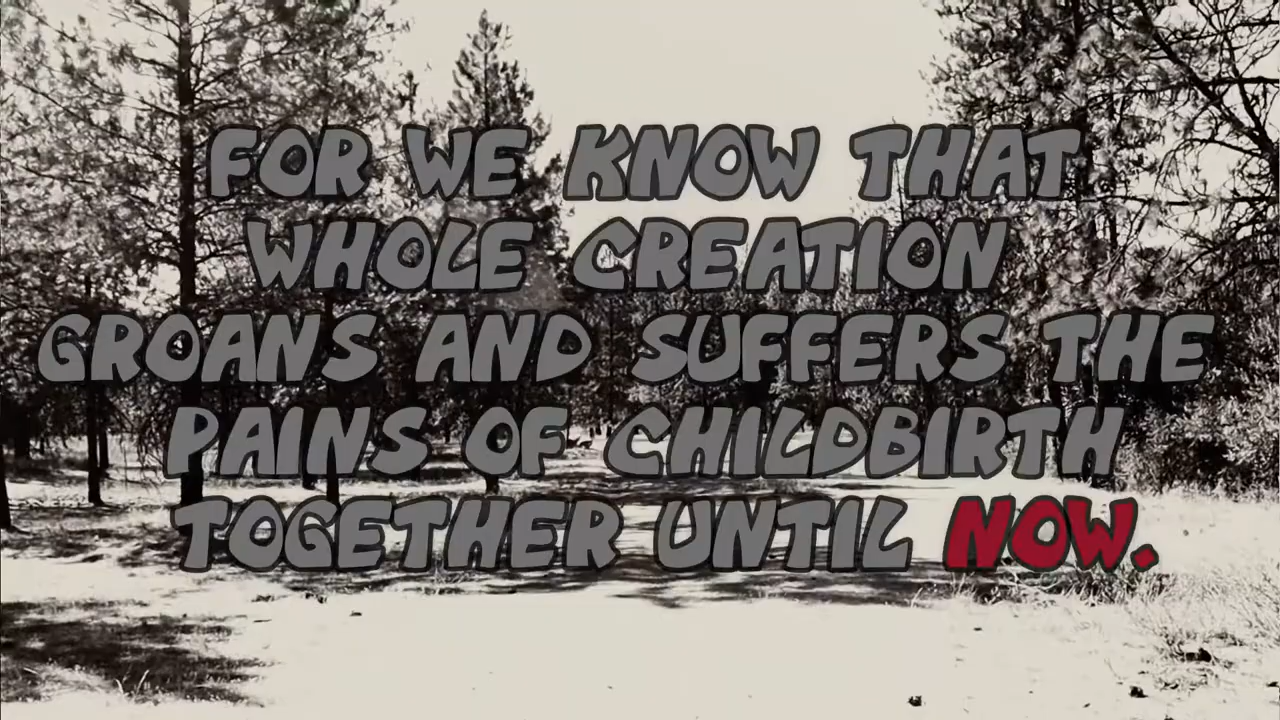 FOR WE KNOW THAT
WHOLE CREATION
GROANS AND SUFFERS THE
PAINS OF CHILDBIRTH
TOGETHER UNTIL NOW.